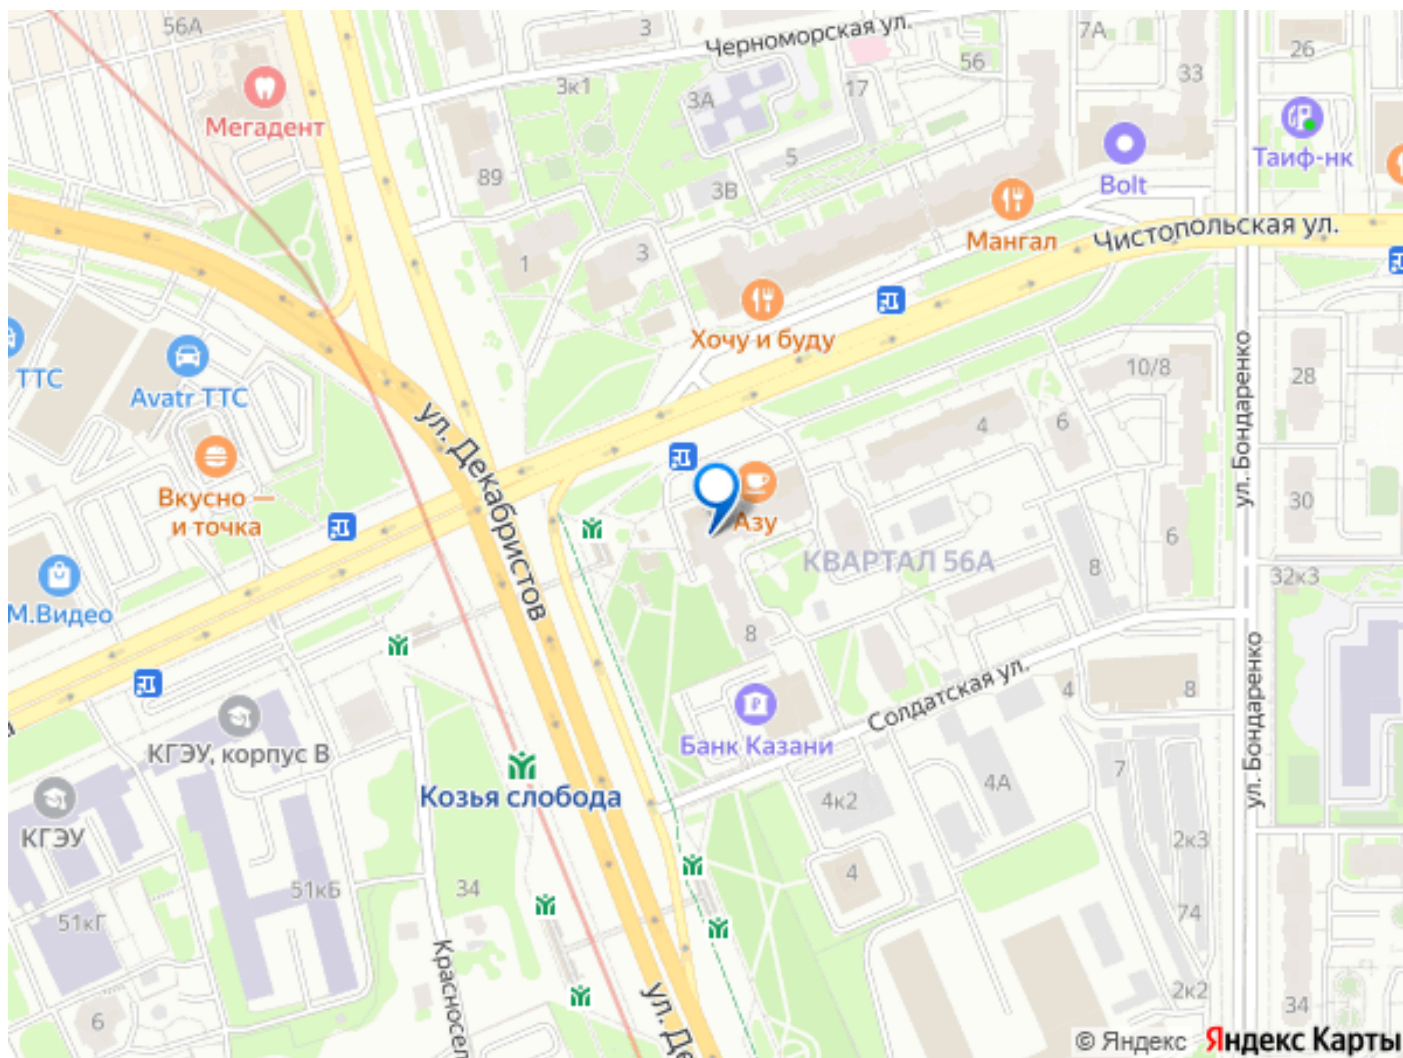 56А
3
Черноморская ул.
7А
26
Мегадент
3к1
3А
17
56
33
Таиф-нк
89
5
3В
Bolt
Мангал
Чистопольская ул.
1
3
Хочу и буду
ТТС
Avatr ТТС
10/8
28
ул. Бондаренко
ул. Декабристов
4
6
Вкусно —
и точка
Азу
30
КВАРТАЛ 56А
6
8
32к3
М.Видео
8
Солдатская ул.
4
8
ул. Бондаренко
КГЭУ, корпус В
Банк Казани
Козья слобода
4к2
4А
7
КГЭУ
2к3
51кБ
34
4
51кГ
74
Красносел
2к2
6
ул. Де
34
© Яндекс Яндекс Карты